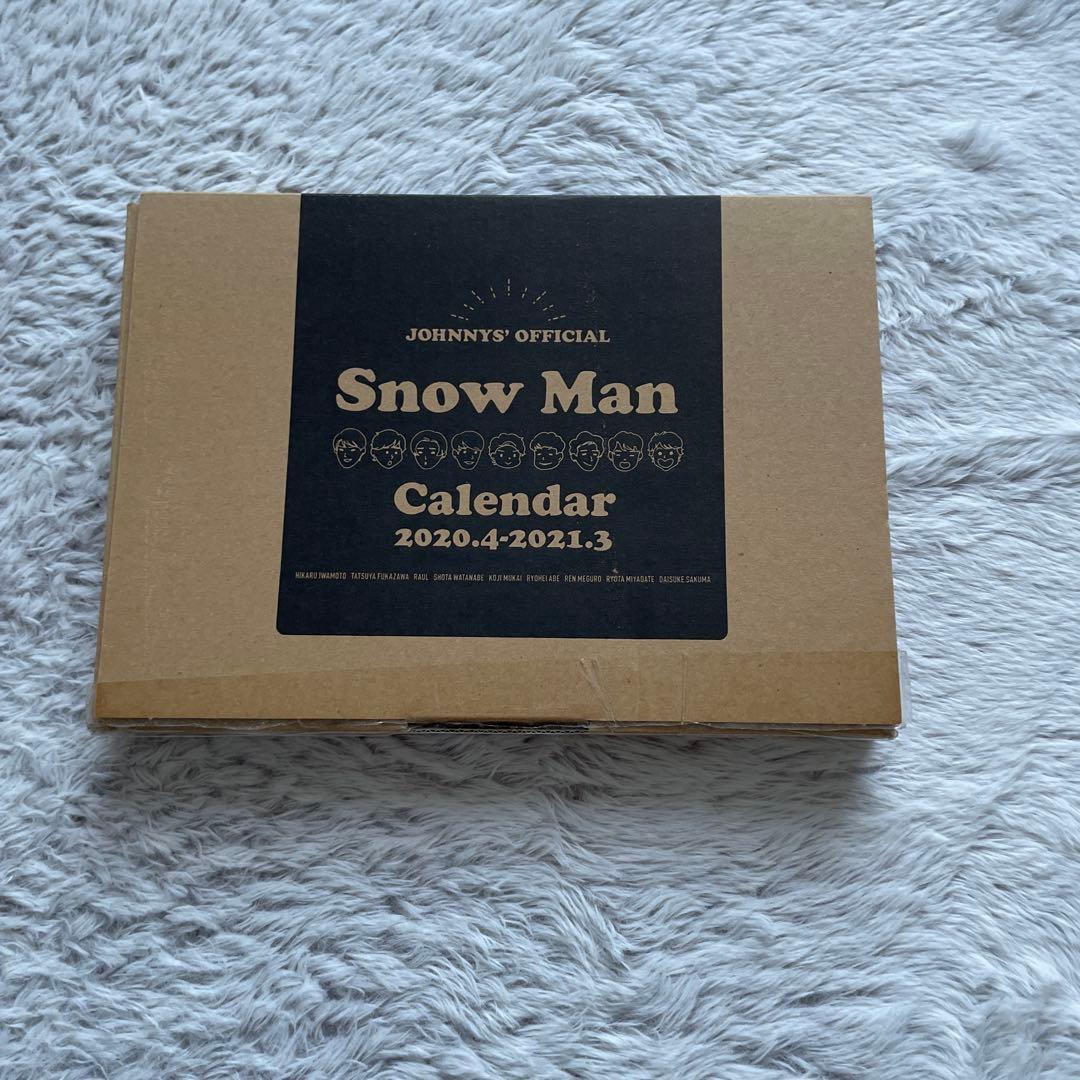 JOHNNYS' OFFICIAL
Snow Man
Calendar
2020.4-2021.3
HIKARU IWAMOTO TATSUYA FUKAZAWA RAUL SHOTA WATANABE KOJI MUKAI RYOHEI ABE REN MEGURO RYOTA MIYADATE DAISUKE SAKUMA